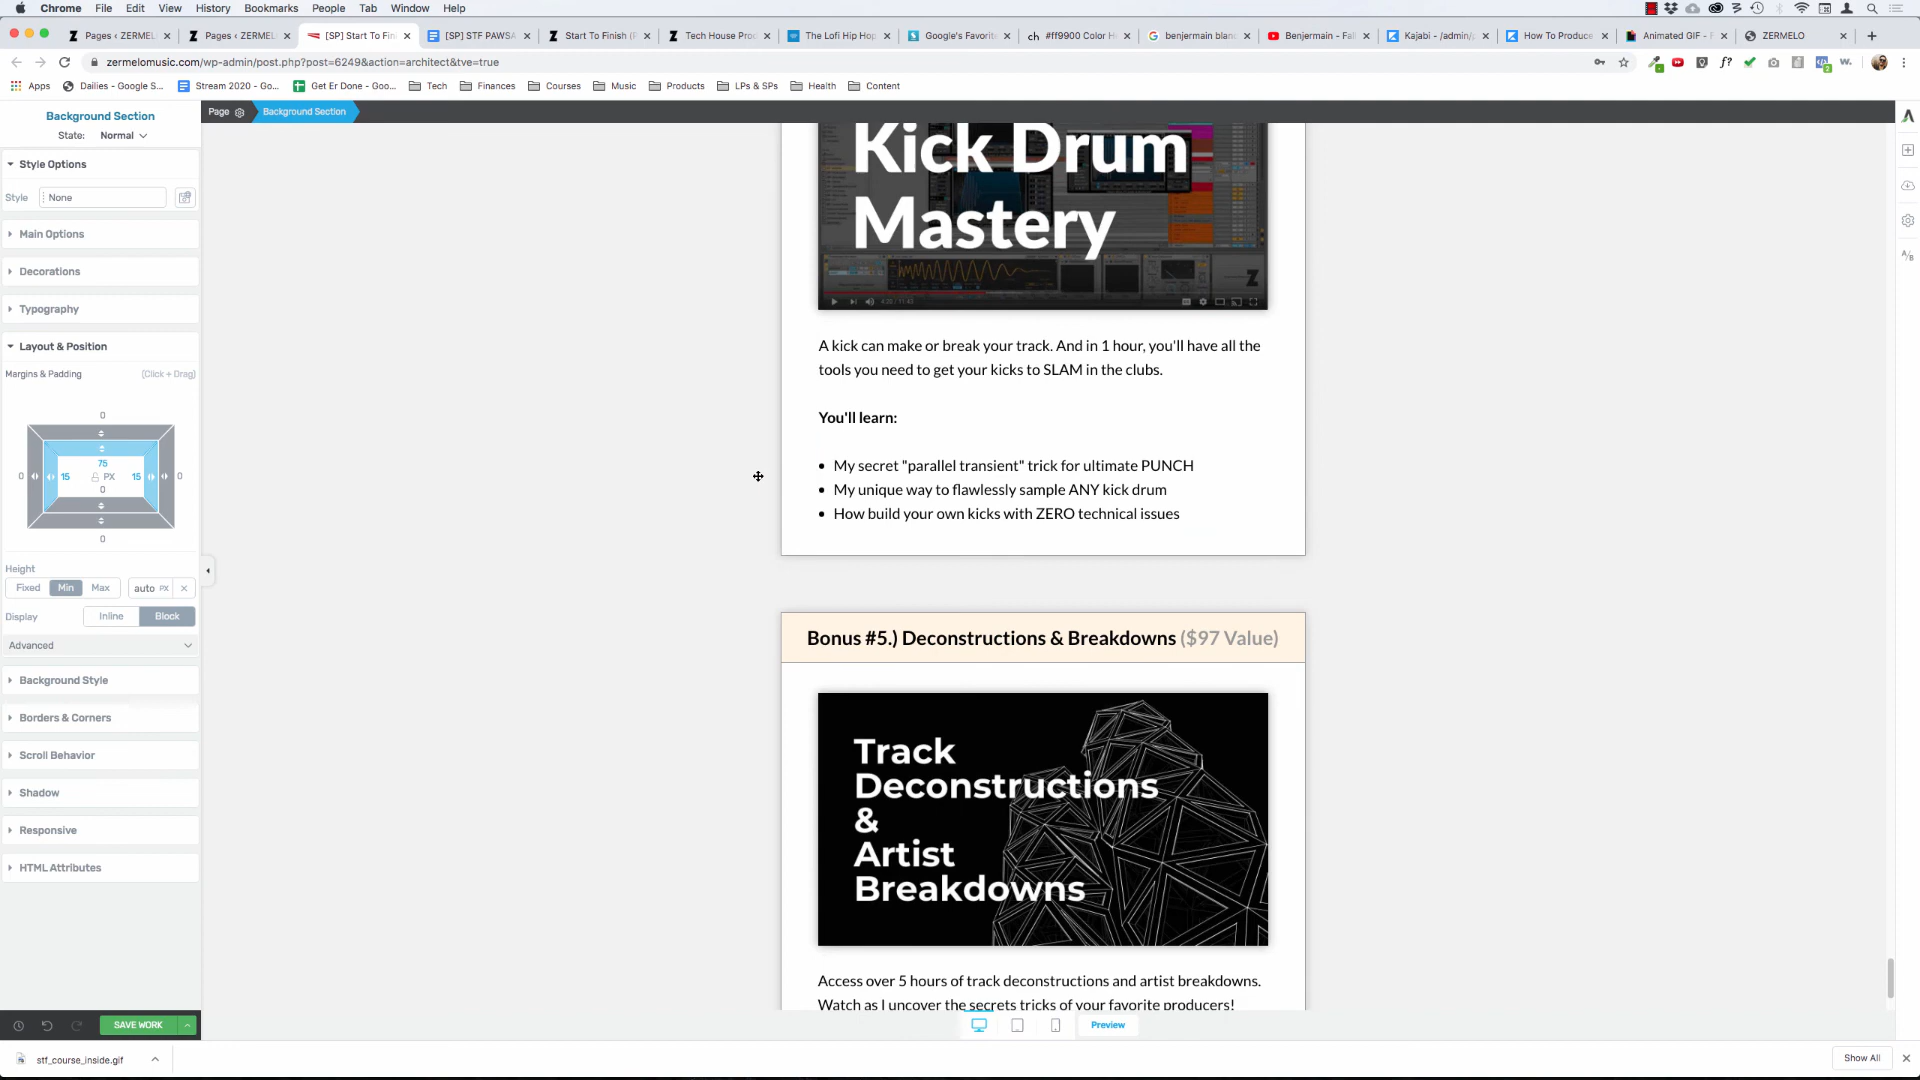 Chrome File Edit View History Bookmarks People Tab Window Help
Pages ‹ ZERMEL
Pages ‹ ZERMEL
[SP] Start To Fin
[SP] STF PAWSA
Start To Finish (P
Tech House Pro
The Lofi Hip Hop
Google's Favorit
#ff9900 Color H
benjermain blan
Benjermain - Fal
Kajabi - /admin/
How To Produce
Animated GIF - F
ZERMELO
zermelomusic.com/wp-admin/post.php?post=6249&action=architect&tve=true
Apps
Dailies - Google S...
Stream 2020 - Go...
Get Er Done - Goo...
Tech
Finances
Courses
Music
Products
LPs & SPs
Health
Content
Background Section
Page
Background Section
State: Normal
Style Options
Style None
Main Options
Decorations
Typography
Layout & Position
Margins & Padding (Click + Drag)
0
75
0 15 PX 15 0
0
0
Height
Fixed Min Max auto PX
Display Inline Block
Advanced
Background Style
Borders & Corners
Scroll Behavior
Shadow
Responsive
HTML Attributes
SAVE WORK
Kick Drum
Mastery
4:20 / 11:43
A kick can make or break your track. And in 1 hour, you'll have all the
tools you need to get your kicks to SLAM in the clubs.
You'll learn:
• My secret "parallel transient" trick for ultimate PUNCH
• My unique way to flawlessly sample ANY kick drum
• How build your own kicks with ZERO technical issues
Bonus #5.) Deconstructions & Breakdowns ($97 Value)
Track
Deconstructions
&
Artist
Breakdowns
Access over 5 hours of track deconstructions and artist breakdowns.
Watch as I uncover the secrets tricks of your favorite producers!
Preview
stf_course_inside.gif
Show All